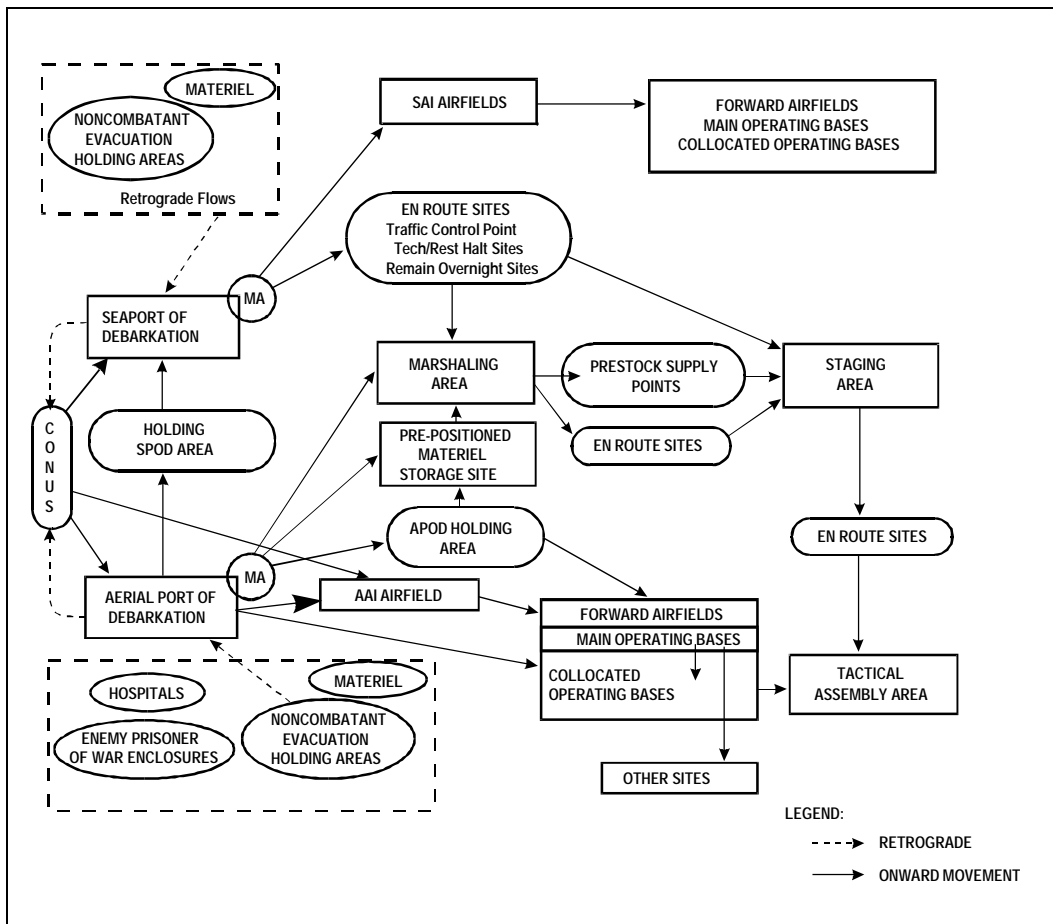 MATERIEL
NONCOMBATANT
EVACUATION
HOLDING AREAS
Retrograde Flows
SAI AIRFIELDS
FORWARD AIRFIELDS
MAIN OPERATING BASES
COLLOCATED OPERATING BASES
EN ROUTE SITES
Traffic Control Point
Tech/Rest Halt Sites
Remain Overnight Sites
MA
SEAPORT OF
DEBARKATION
MARSHALING
AREA
PRESTOCK SUPPLY
POINTS
STAGING
AREA
CONUS
HOLDING
SPOD AREA
PRE-POSITIONED
MATERIEL
STORAGE SITE
EN ROUTE SITES
APOD HOLDING
AREA
EN ROUTE SITES
MA
AERIAL PORT OF
DEBARKATION
AAI AIRFIELD
FORWARD AIRFIELDS
MAIN OPERATING BASES
COLLOCATED
OPERATING BASES
TACTICAL
ASSEMBLY AREA
HOSPITALS
MATERIEL
ENEMY PRISONER
OF WAR ENCLOSURES
NONCOMBATANT
EVACUATION
HOLDING AREAS
OTHER SITES
LEGEND:
RETROGRADE
ONWARD MOVEMENT